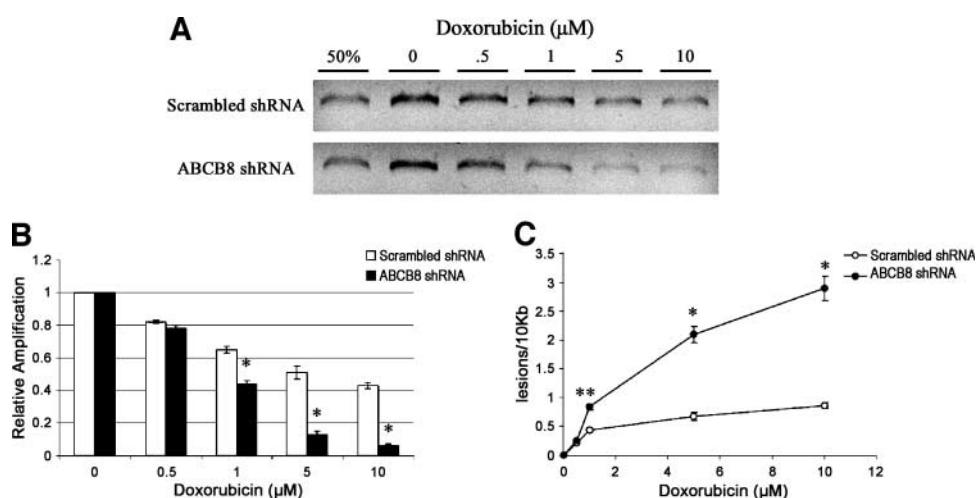 A
Doxorubicin (µM)
50% 0 .5 1 5 10
Scrambled shRNA
ABCB8 shRNA
B
Scrambled shRNA
ABCB8 shRNA
Relative Amplification
1.2
1
0.8
0.6
0.4
0.2
0
* * *
0 0.5 1 5 10
Doxorubicin (µM)
C
Scrambled shRNA
ABCB8 shRNA
lesions/10Kb
3.5
3
2.5
2
1.5
1
0.5
0
** * *
0 2 4 6 8 10 12
Doxorubicin (µM)